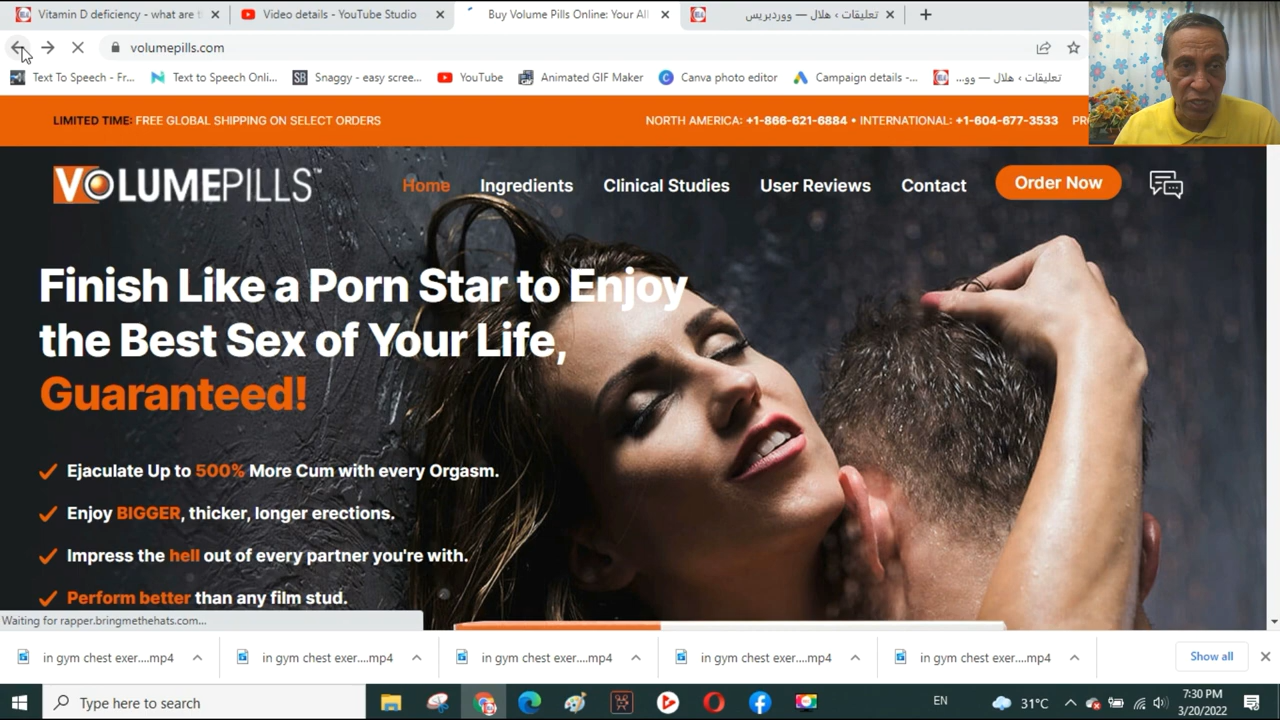 Vitamin D deficiency - what are t
Video details - YouTube Studio
Buy Volume Pills Online: Your All
تعليقات ‹ هلال — ووردبريس
volumepills.com
Text To Speech - Fr...
Text to Speech Onli...
SB Snaggy - easy scree...
YouTube
Animated GIF Maker
Canva photo editor
Campaign details -...
تعليقات ‹ هلال — وو...
LIMITED TIME: FREE GLOBAL SHIPPING ON SELECT ORDERS
NORTH AMERICA: +1-866-621-6884 • INTERNATIONAL: +1-604-677-3533
VOLUMEPILLS™
Home
Ingredients
Clinical Studies
User Reviews
Contact
Order Now
Finish Like a Porn Star to Enjoy
the Best Sex of Your Life,
Guaranteed!
Ejaculate Up to 500% More Cum with every Orgasm.
Enjoy BIGGER, thicker, longer erections.
Impress the hell out of every partner you're with.
Perform better than any film stud.
Waiting for rapper.bringmethehats.com...
in gym chest exer....mp4
in gym chest exer....mp4
in gym chest exer....mp4
in gym chest exer....mp4
in gym chest exer....mp4
Show all
Type here to search
31°C
EN
7:30 PM
3/20/2022